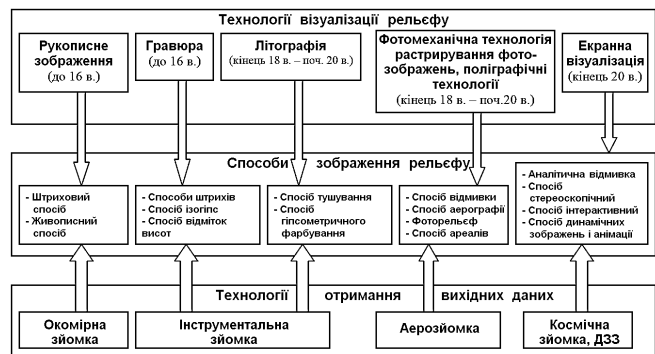 Технології візуалізації рельєфу
Рукописне
зображення
(до 16 в.)
Гравюра
(до 16 в.)
Літографія
(кінець 18 в. – поч. 20 в.)
Фотомеханічна технологія
растрирування фото-
зображень, поліграфічні
технології
(кінець 18 в. – поч.20 в.)
Екранна
візуалізація
(кінець 20 в.)
Способи зображення рельєфу
- Штриховий
спосіб
- Живописний
спосіб
- Способи штрихів
- Спосіб ізогіпс
- Спосіб відміток
висот
- Спосіб тушування
- Спосіб
гіпсометричного
фарбування
- Спосіб відмивки
- Спосіб аерографії
- Фоторельєф
- Спосіб ареалів
- Аналітична відмивка
- Спосіб
стереоскопічний
- Спосіб інтерактивний
- Спосіб динамічних
зображень і анімації
Технології отримання вихідних даних
Окомірна
зйомка
Інструментальна
зйомка
Аерозйомка
Космічна
зйомка, ДЗЗ